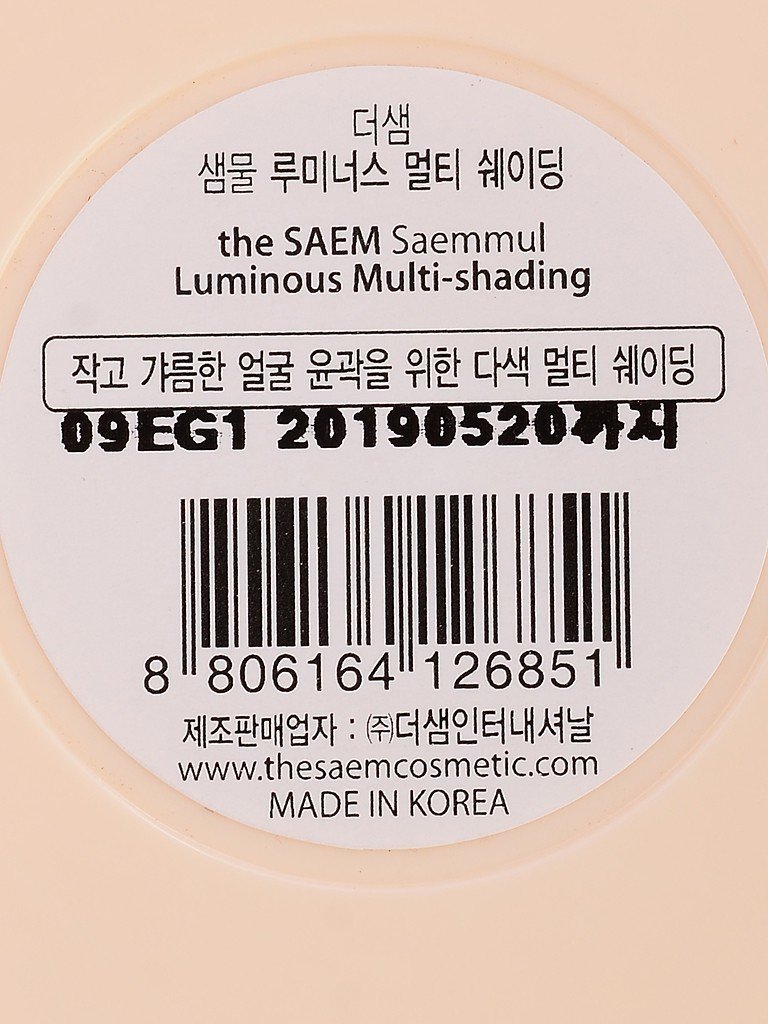 더샘
샘물 루미너스 멀티 쉐이딩
the SAEM Saemmul
Luminous Multi-shading
작고 갸름한 얼굴 윤곽을 위한 다색 멀티 쉐이딩
09EG1 20190520까지
8 806164 126851
제조판매업자 : ㈜더샘인터내셔날
www.thesaemcosmetic.com
MADE IN KOREA